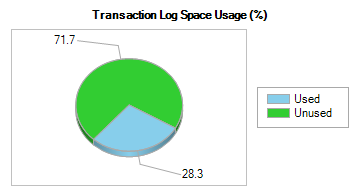 Transaction Log Space Usage (%)
71.7
Used
Unused
28.3